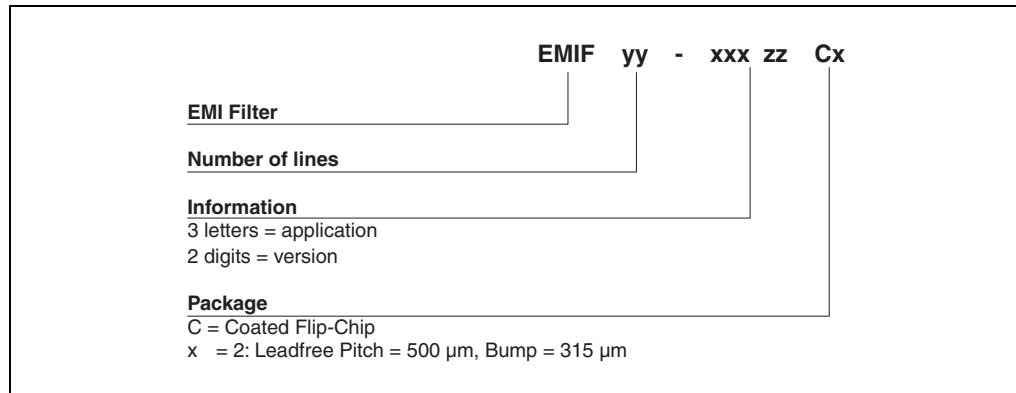 EMIF yy - xxx zz Cx
EMI Filter
Number of lines
Information
3 letters = application
2 digits = version
Package
C = Coated Flip-Chip
x = 2: Leadfree Pitch = 500 µm, Bump = 315 µm